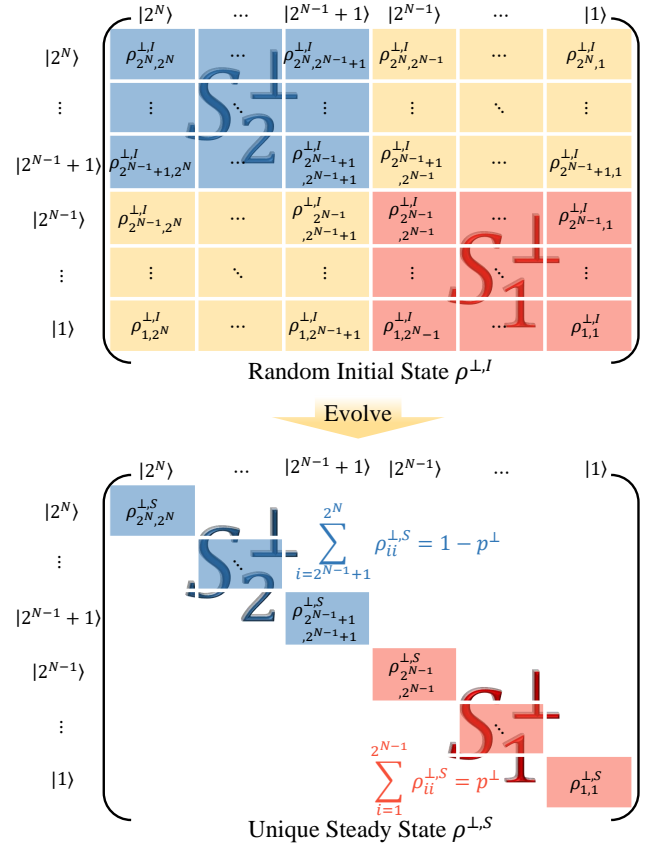 |2^N⟩ ⋯ |2^{N−1} + 1⟩ |2^{N−1}⟩ ⋯ |1⟩
|2^N⟩ ρ^{⊥,I}_{2^N,2^N} ⋯ ρ^{⊥,I}_{2^N,2^{N−1}+1} ρ^{⊥,I}_{2^N,2^{N−1}} ⋯ ρ^{⊥,I}_{2^N,1}
⋮ ⋮ ⋱ ⋮ ⋮ ⋱ ⋮
S^⊥_2
|2^{N−1} + 1⟩ ρ^{⊥,I}_{2^{N−1}+1,2^N} ⋯ ρ^{⊥,I}_{2^{N−1}+1,2^{N−1}+1} ρ^{⊥,I}_{2^{N−1}+1,2^{N−1}} ⋯ ρ^{⊥,I}_{2^{N−1}+1,1}
|2^{N−1}⟩ ρ^{⊥,I}_{2^{N−1},2^N} ⋯ ρ^{⊥,I}_{2^{N−1},2^{N−1}+1} ρ^{⊥,I}_{2^{N−1},2^{N−1}} ⋯ ρ^{⊥,I}_{2^{N−1},1}
⋮ ⋮ ⋱ ⋮ ⋮ ⋱ ⋮
S^⊥_1
|1⟩ ρ^{⊥,I}_{1,2^N} ⋯ ρ^{⊥,I}_{1,2^{N−1}+1} ρ^{⊥,I}_{1,2^N−1} ⋯ ρ^{⊥,I}_{1,1}
Random Initial State ρ^{⊥,I}
Evolve
|2^N⟩ ⋯ |2^{N−1} + 1⟩ |2^{N−1}⟩ ⋯ |1⟩
|2^N⟩ ρ^{⊥,S}_{2^N,2^N}
⋮ ⋱
S^⊥_2
∑_{i=2^{N−1}+1}^{2^N} ρ^{⊥,S}_{ii} = 1 − p^⊥
|2^{N−1} + 1⟩ ρ^{⊥,S}_{2^{N−1}+1,2^{N−1}+1}
|2^{N−1}⟩ ρ^{⊥,S}_{2^{N−1},2^{N−1}}
⋮ ⋱
S^⊥_1
∑_{i=1}^{2^{N−1}} ρ^{⊥,S}_{ii} = p^⊥
|1⟩ ρ^{⊥,S}_{1,1}
Unique Steady State ρ^{⊥,S}